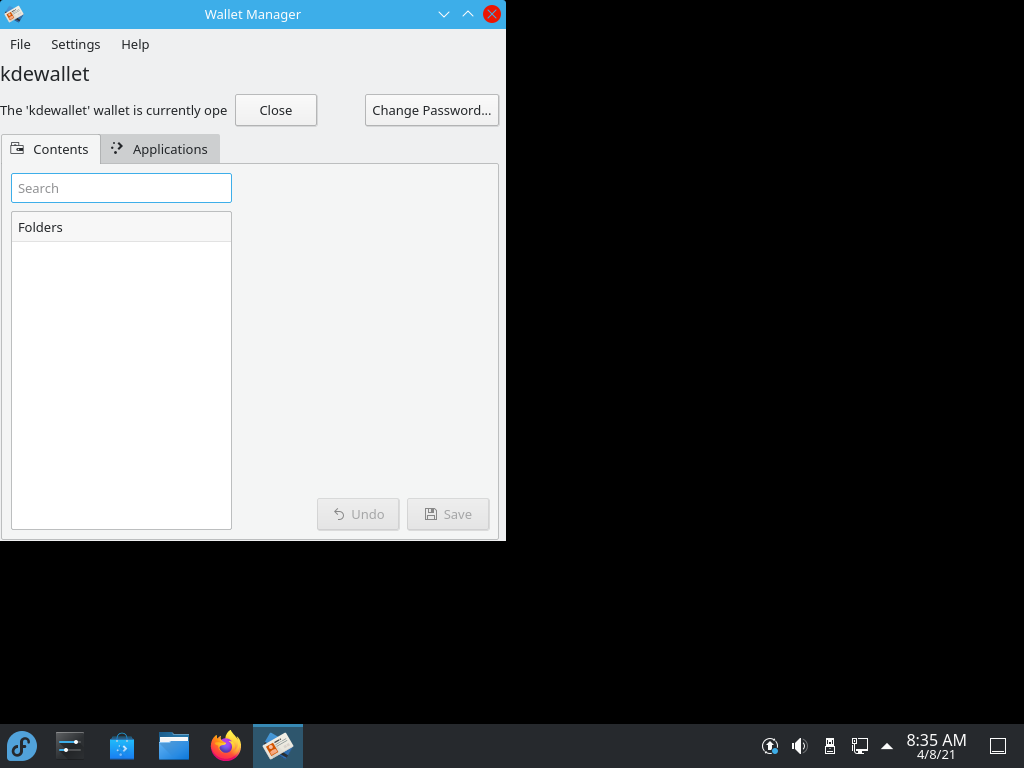 Wallet Manager
File Settings Help
kdewallet
The 'kdewallet' wallet is currently ope Close Change Password...
Contents Applications
Search
Folders
Undo Save
8:35 AM
4/8/21